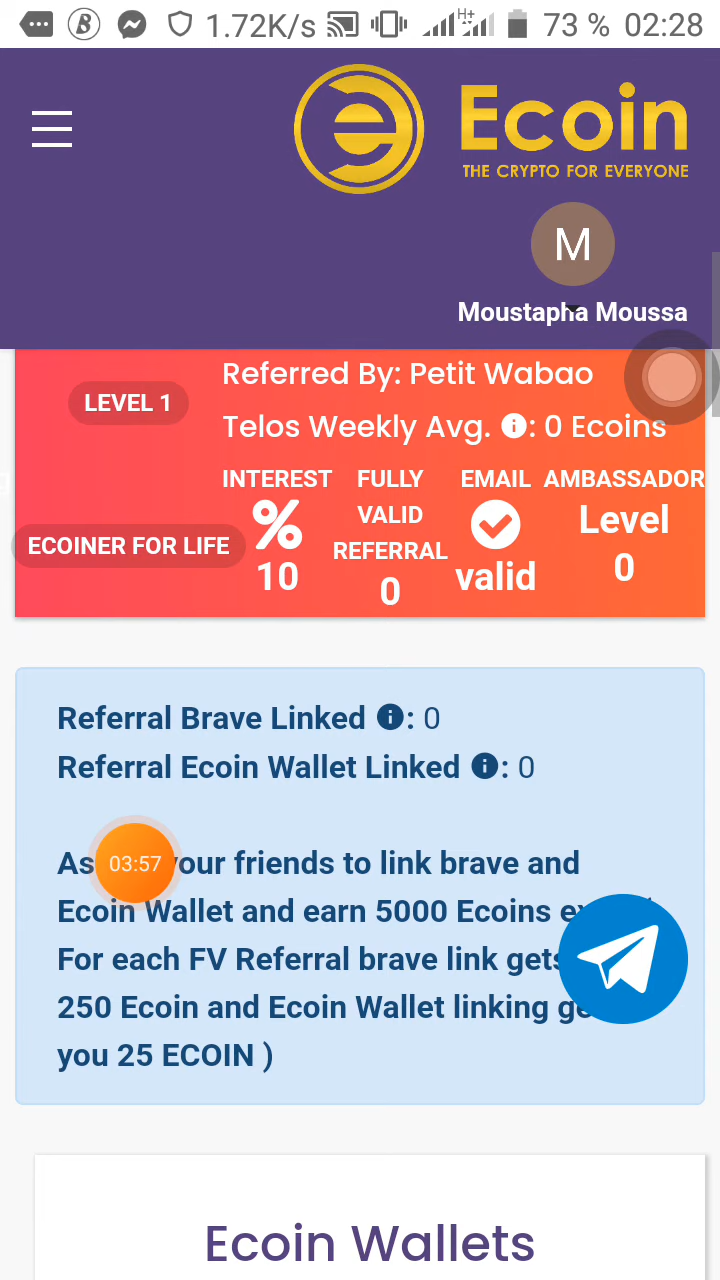 1.72K/s H+ 73 % 02:28
Ecoin
THE CRYPTO FOR EVERYONE
M
Moustapha Moussa
LEVEL 1
Referred By: Petit Wabao
Telos Weekly Avg. : 0 Ecoins
ECOINER FOR LIFE
INTEREST
%
10
FULLY
VALID
REFERRAL
0
EMAIL
valid
AMBASSADOR
Level
0
Referral Brave Linked : 0
Referral Ecoin Wallet Linked : 0
03:57
your friends to link brave and
Ecoin Wallet and earn 5000 Ecoins
For each FV Referral brave link gets
250 Ecoin and Ecoin Wallet linking
you 25 ECOIN )
Ecoin Wallets